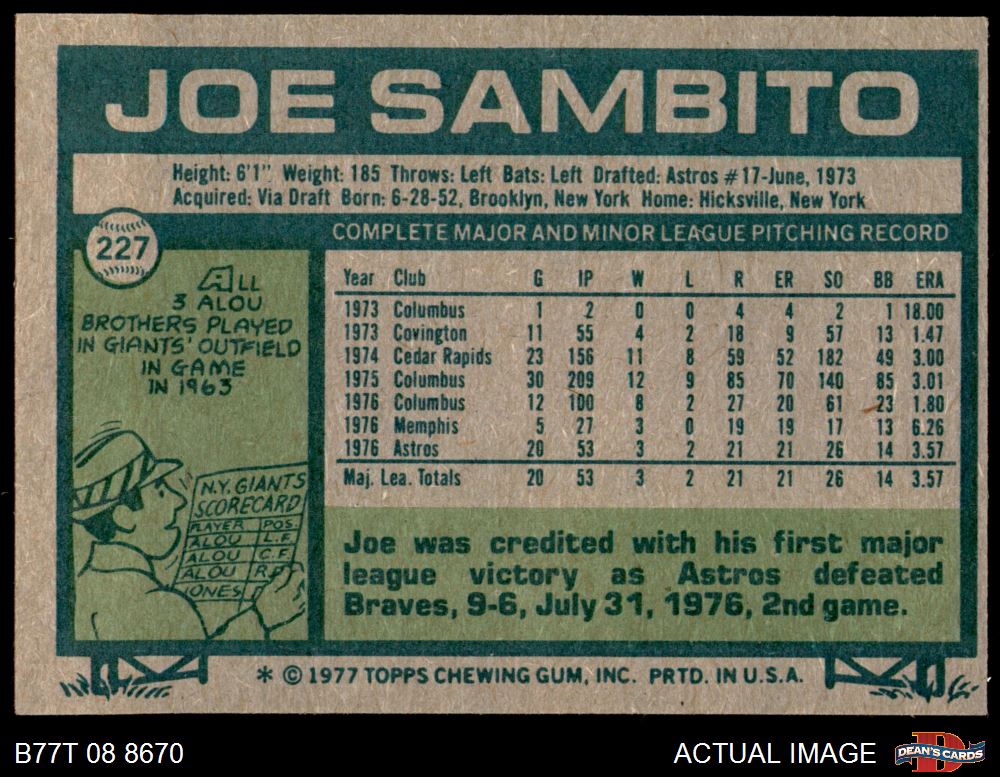 JOE SAMBITO
Height: 6'1" Weight: 185 Throws: Left Bats: Left Drafted: Astros #17-June, 1973
Acquired: Via Draft Born: 6-28-52, Brooklyn, New York Home: Hicksville, New York
227
COMPLETE MAJOR AND MINOR LEAGUE PITCHING RECORD
ALL
3 ALOU
BROTHERS PLAYED
IN GIANTS' OUTFIELD
IN GAME
IN 1963
N.Y. GIANTS
SCORECARD
PLAYER POS.
ALOU L.F.
ALOU C.F.
ALOU R.F.
JONES
Year Club G IP W L R ER SO BB ERA
1973 Columbus 1 2 0 0 4 4 2 1 18.00
1973 Covington 11 55 4 2 18 9 57 13 1.47
1974 Cedar Rapids 23 156 11 8 59 52 182 49 3.00
1975 Columbus 30 209 12 9 85 70 140 85 3.01
1976 Columbus 12 100 8 2 27 20 61 23 1.80
1976 Memphis 5 27 3 0 19 19 17 13 6.26
1976 Astros 20 53 3 2 21 21 26 14 3.57
Maj. Lea. Totals 20 53 3 2 21 21 26 14 3.57
Joe was credited with his first major
league victory as Astros defeated
Braves, 9-6, July 31, 1976, 2nd game.
* © 1977 TOPPS CHEWING GUM, INC. PRTD. IN U.S.A.
B77T 08 8670
ACTUAL IMAGE
D
DEAN'S CARDS